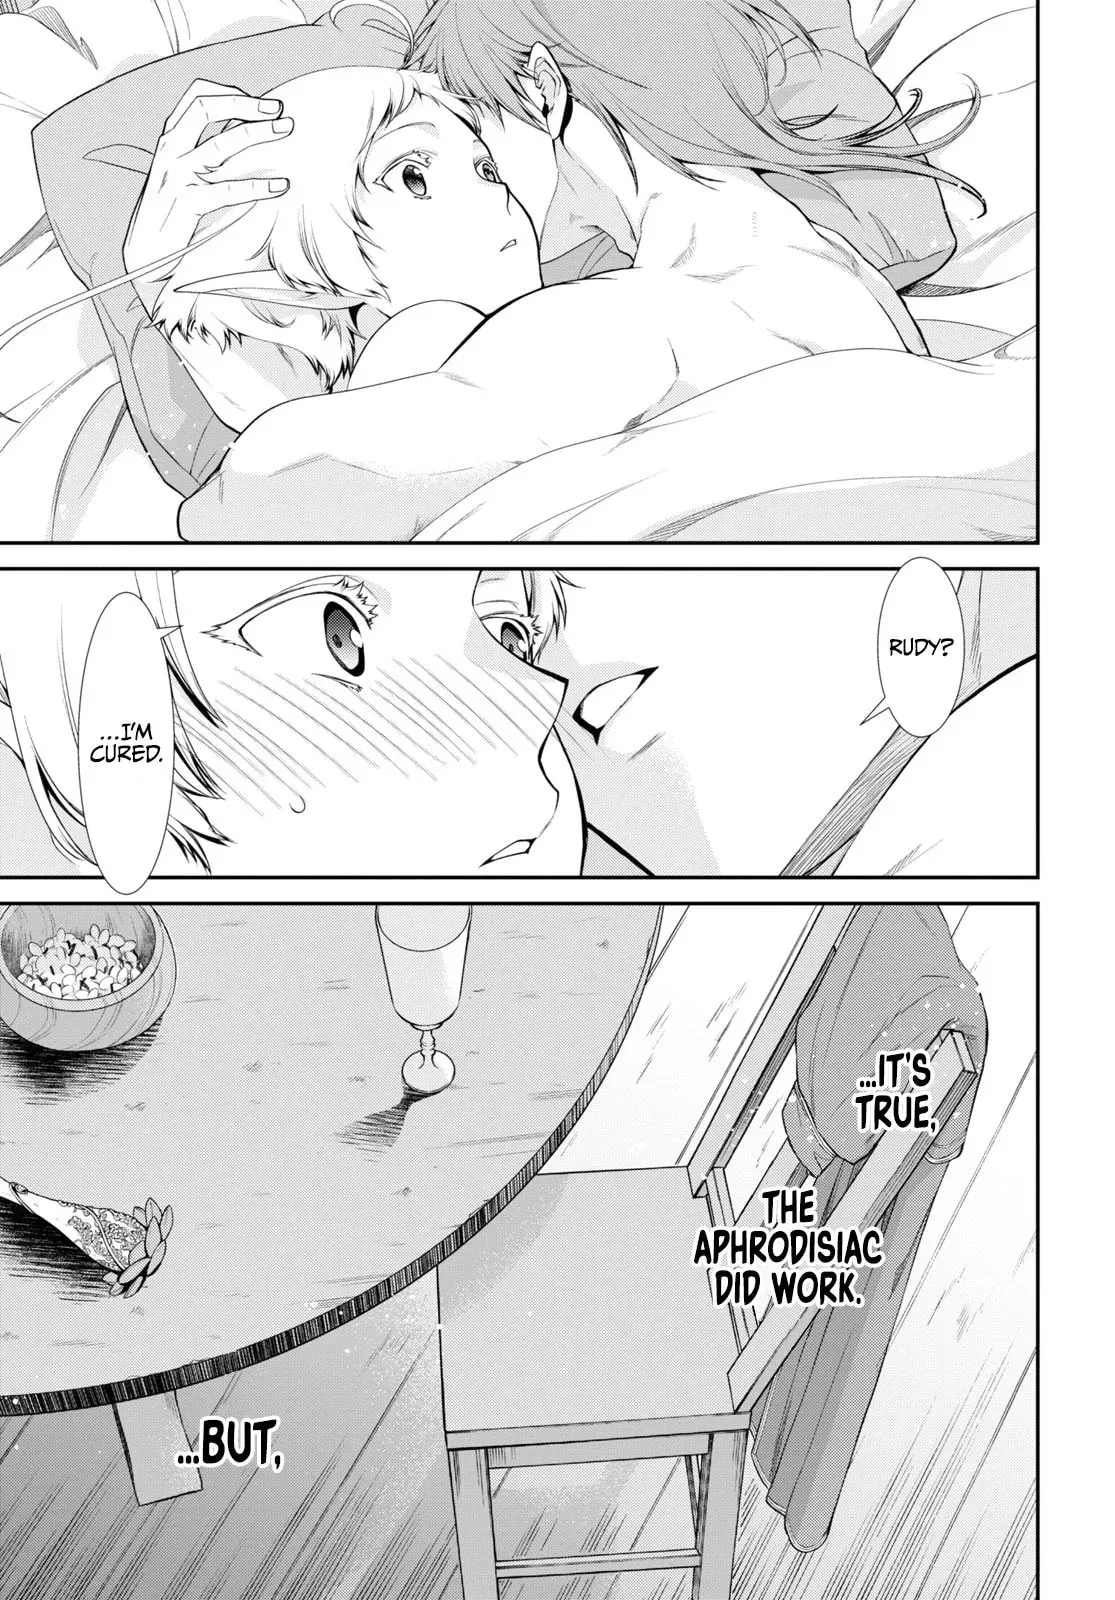 RUDY?
...I'M
CURED.
...IT'S
TRUE,
THE
APHRODISIAC
DID WORK.
...BUT,